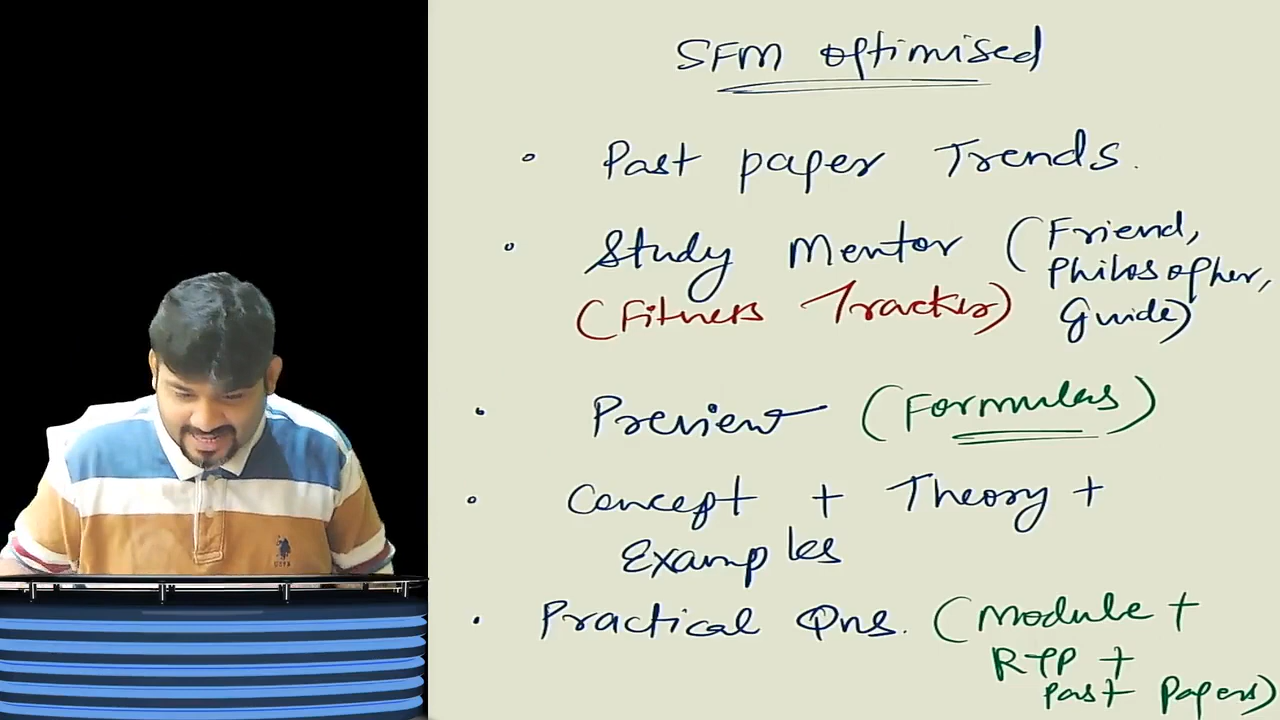 SFM optimised
• Past paper Trends.
• Study Mentor (Friend,
Philosopher,
(Fitness Tracker) Guide)
• Preview (Formulas)
• Concept + Theory +
Examples
• Practical Qns. (Module +
RTP +
Past Papers)